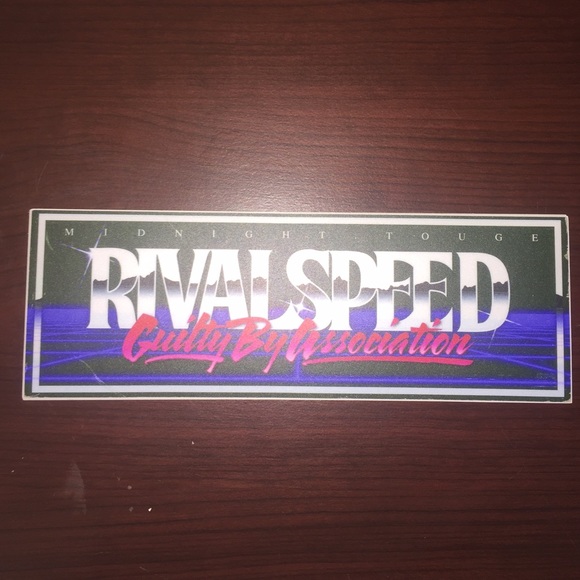 MIDNIGHT TOUGE
RIVALSPEED
Guilty By Association